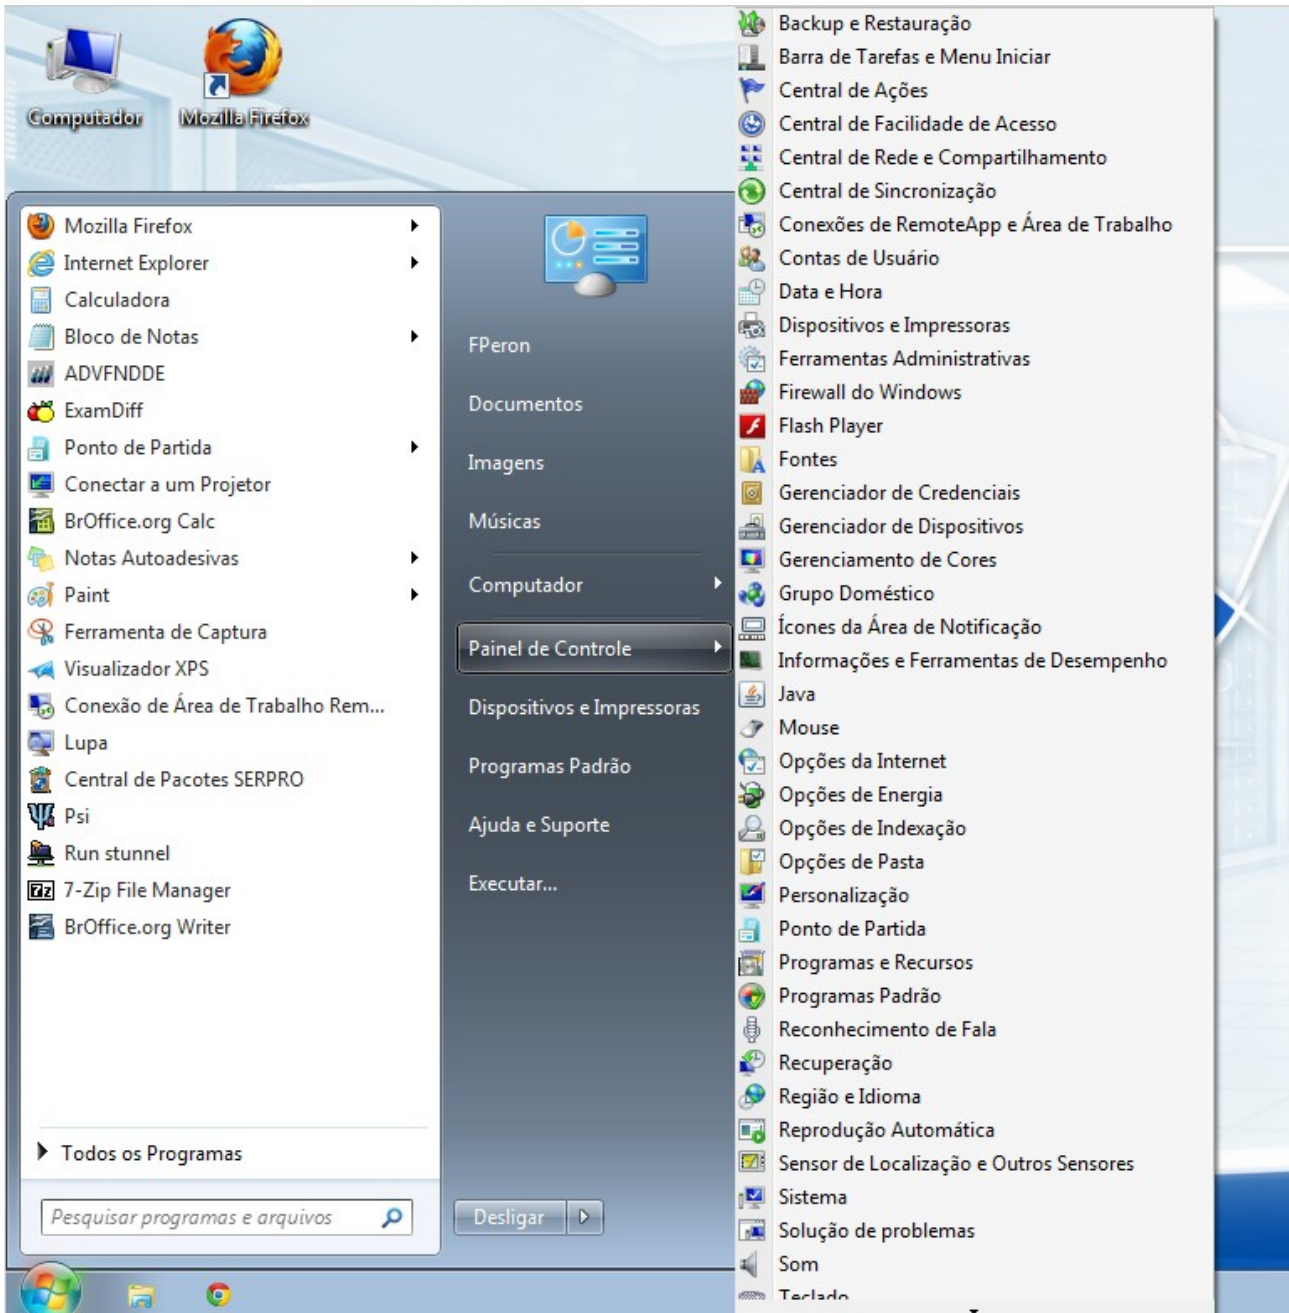 Computador
Mozilla Firefox
Mozilla Firefox
Internet Explorer
Calculadora
Bloco de Notas
ADVFNDDE
ExamDiff
Ponto de Partida
Conectar a um Projetor
BrOffice.org Calc
Notas Autoadesivas
Paint
Ferramenta de Captura
Visualizador XPS
Conexão de Área de Trabalho Rem...
Lupa
Central de Pacotes SERPRO
Psi
Run stunnel
7z 7-Zip File Manager
BrOffice.org Writer
Todos os Programas
Pesquisar programas e arquivos
FPeron
Documentos
Imagens
Músicas
Computador
Painel de Controle
Dispositivos e Impressoras
Programas Padrão
Ajuda e Suporte
Executar...
Desligar
Backup e Restauração
Barra de Tarefas e Menu Iniciar
Central de Ações
Central de Facilidade de Acesso
Central de Rede e Compartilhamento
Central de Sincronização
Conexões de RemoteApp e Área de Trabalho
Contas de Usuário
Data e Hora
Dispositivos e Impressoras
Ferramentas Administrativas
Firewall do Windows
Flash Player
Fontes
Gerenciador de Credenciais
Gerenciador de Dispositivos
Gerenciamento de Cores
Grupo Doméstico
Ícones da Área de Notificação
Informações e Ferramentas de Desempenho
Java
Mouse
Opções da Internet
Opções de Energia
Opções de Indexação
Opções de Pasta
Personalização
Ponto de Partida
Programas e Recursos
Programas Padrão
Reconhecimento de Fala
Recuperação
Região e Idioma
Reprodução Automática
Sensor de Localização e Outros Sensores
Sistema
Solução de problemas
Som
Teclado